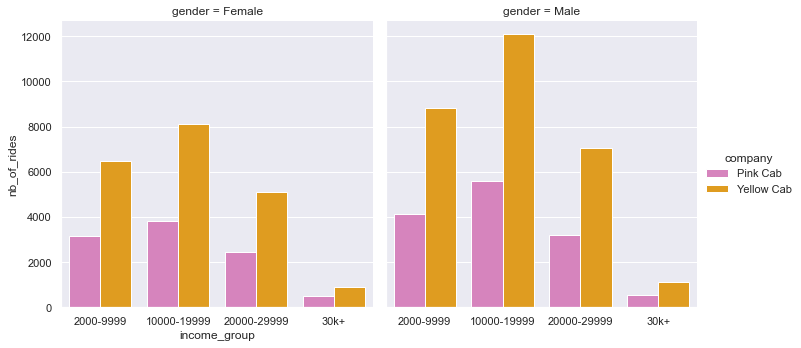 gender = Female
gender = Male
12000
10000
8000
6000
4000
2000
0
nb_of_rides
2000-9999 10000-19999 20000-29999 30k+
2000-9999 10000-19999 20000-29999 30k+
income_group
company
Pink Cab
Yellow Cab